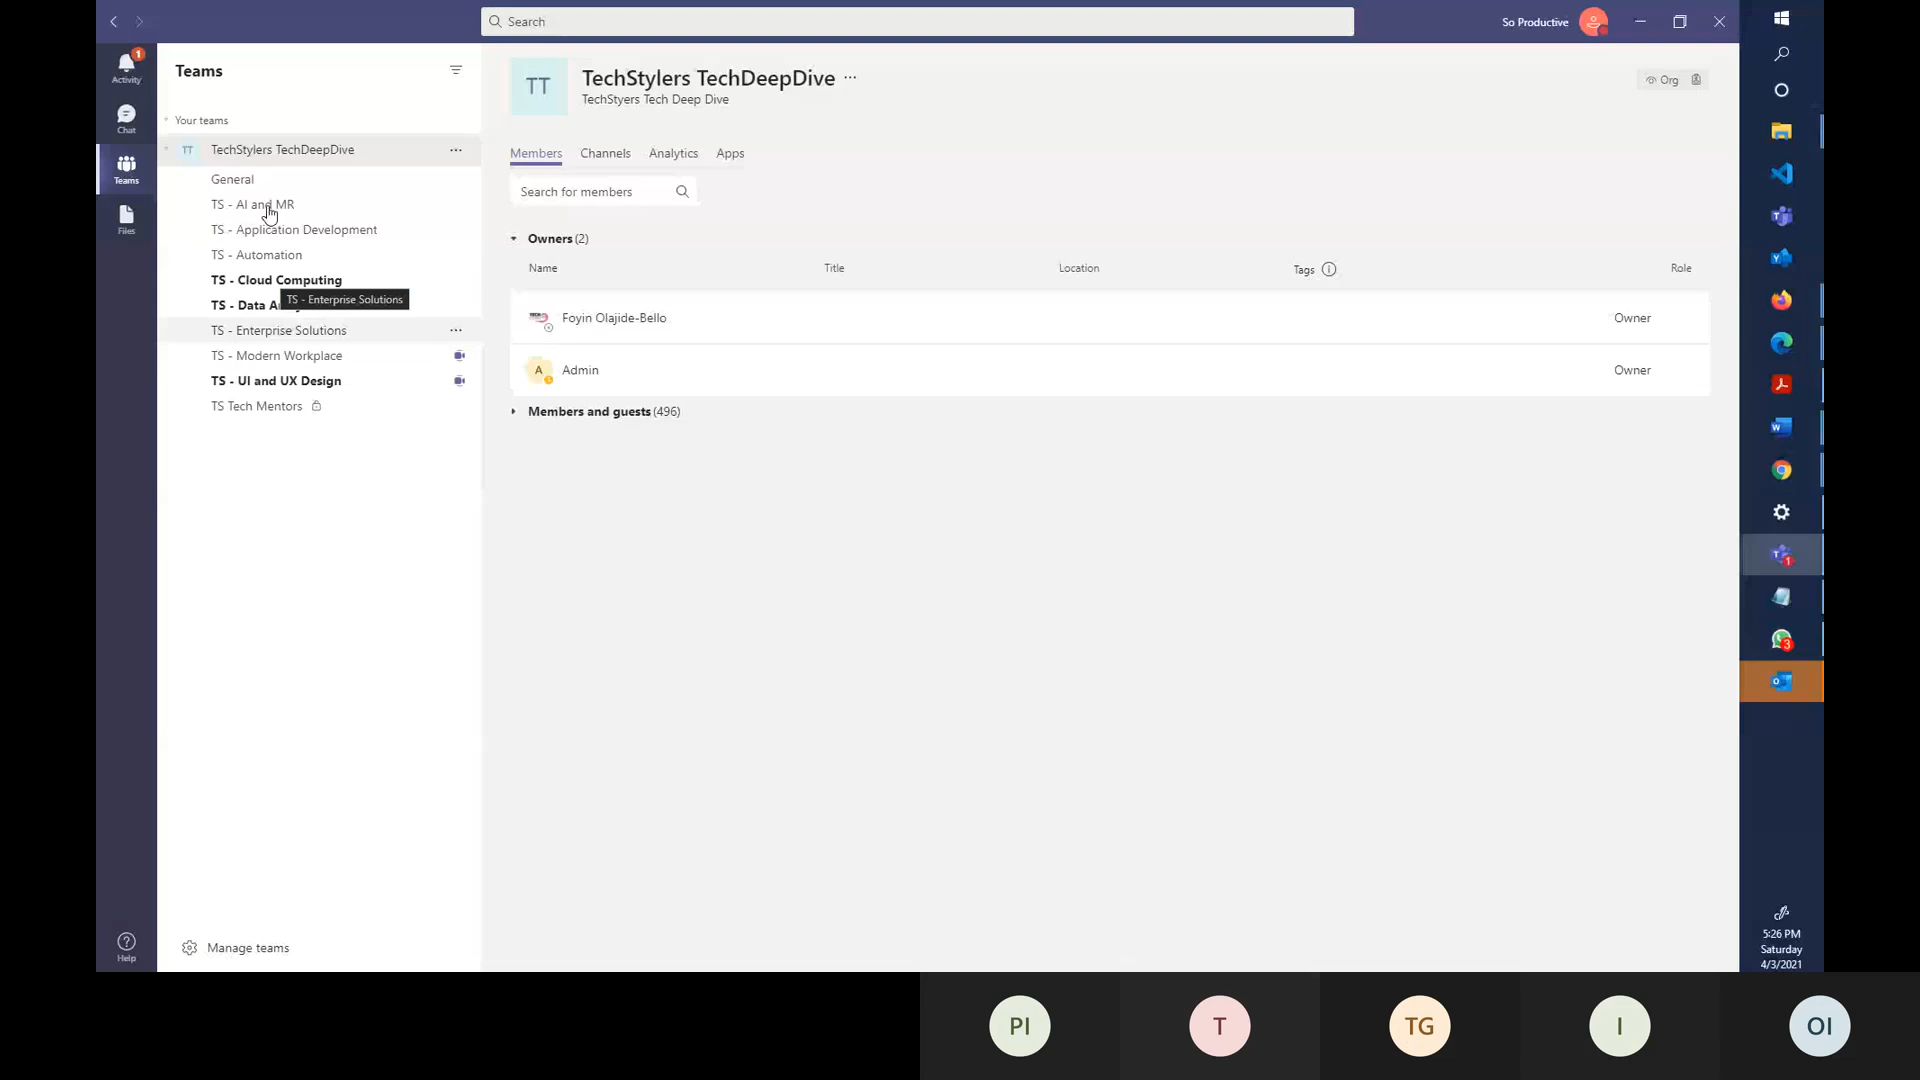 Search
So Productive
Activity
1
Chat
Teams
Files
Help
Teams
Your teams
TT
TechStylers TechDeepDive
General
TS - AI and MR
TS - Application Development
TS - Automation
TS - Cloud Computing
TS - Enterprise Solutions
TS - Data
TS - Enterprise Solutions
TS - Modern Workplace
TS - UI and UX Design
TS Tech Mentors
Manage teams
TT
TechStylers TechDeepDive ...
TechStyers Tech Deep Dive
Org
Members Channels Analytics Apps
Search for members
Owners (2)
Name Title Location Tags Role
Foyin Olajide-Bello Owner
A Admin Owner
Members and guests (496)
1
3
5:26 PM
Saturday
4/3/2021
PI T TG I OI